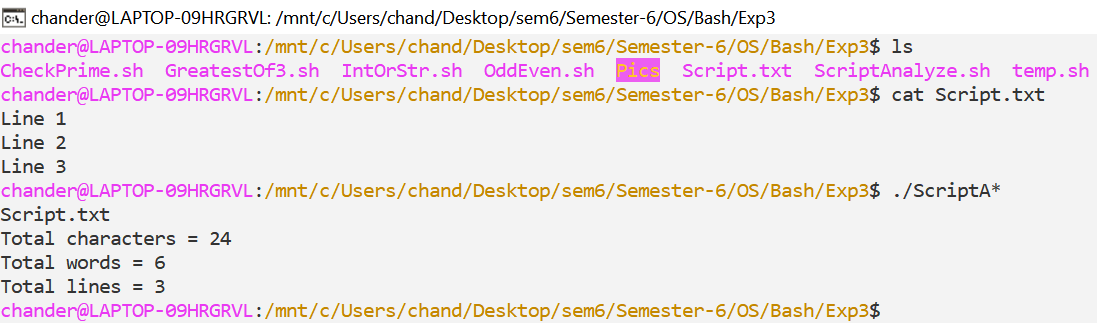 chander@LAPTOP-09HRGRVL: /mnt/c/Users/chand/Desktop/sem6/Semester-6/OS/Bash/Exp3
chander@LAPTOP-09HRGRVL:/mnt/c/Users/chand/Desktop/sem6/Semester-6/OS/Bash/Exp3$ ls
CheckPrime.sh GreatestOf3.sh IntOrStr.sh OddEven.sh Pics Script.txt ScriptAnalyze.sh temp.sh
chander@LAPTOP-09HRGRVL:/mnt/c/Users/chand/Desktop/sem6/Semester-6/OS/Bash/Exp3$ cat Script.txt
Line 1
Line 2
Line 3
chander@LAPTOP-09HRGRVL:/mnt/c/Users/chand/Desktop/sem6/Semester-6/OS/Bash/Exp3$ ./ScriptA*
Script.txt
Total characters = 24
Total words = 6
Total lines = 3
chander@LAPTOP-09HRGRVL:/mnt/c/Users/chand/Desktop/sem6/Semester-6/OS/Bash/Exp3$